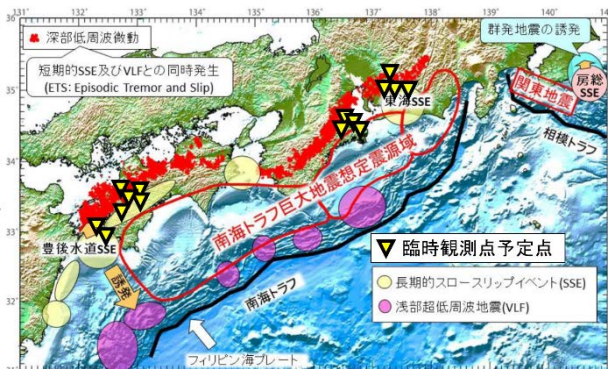 131 132 133 134 135 136 137 138 139 140
36
35
34
33
32
深部低周波微動
短期的SSE及びVLFとの同時発生
(ETS: Episodic Tremor and Slip)
群発地震の誘発
房総
SSE
関東地震
相模トラフ
東海SSE
南海トラフ巨大地震想定震源域
豊後水道SSE
誘発
南海トラフ
フィリピン海プレート
臨時観測点予定点
長期的スロースリップイベント(SSE)
浅部超低周波地震(VLF)